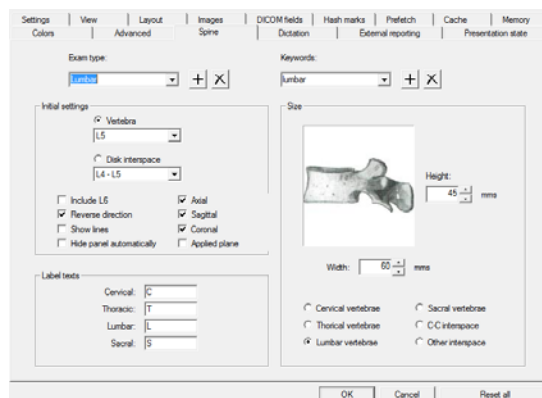 Settings View Layout Images DICOM fields Hash marks Prefetch Cache Memory
Colors Advanced Spine Dictation External reporting Presentation state
Exam type:
Lumbar
Keywords:
lumbar
Initial settings
Vertebra
L5
Disk interspace
L4 - L5
Include L6
Axial
Reverse direction
Sagittal
Show lines
Coronal
Hide panel automatically
Applied plane
Size
Height:
45 mms
Width: 60 mms
Label texts
Cervical: C
Thoracic: T
Lumbar: L
Sacral: S
Cervical vertebrae
Sacral vertebrae
Thorical vertebrae
C-C interspace
Lumbar vertebrae
Other interspace
OK Cancel Reset all